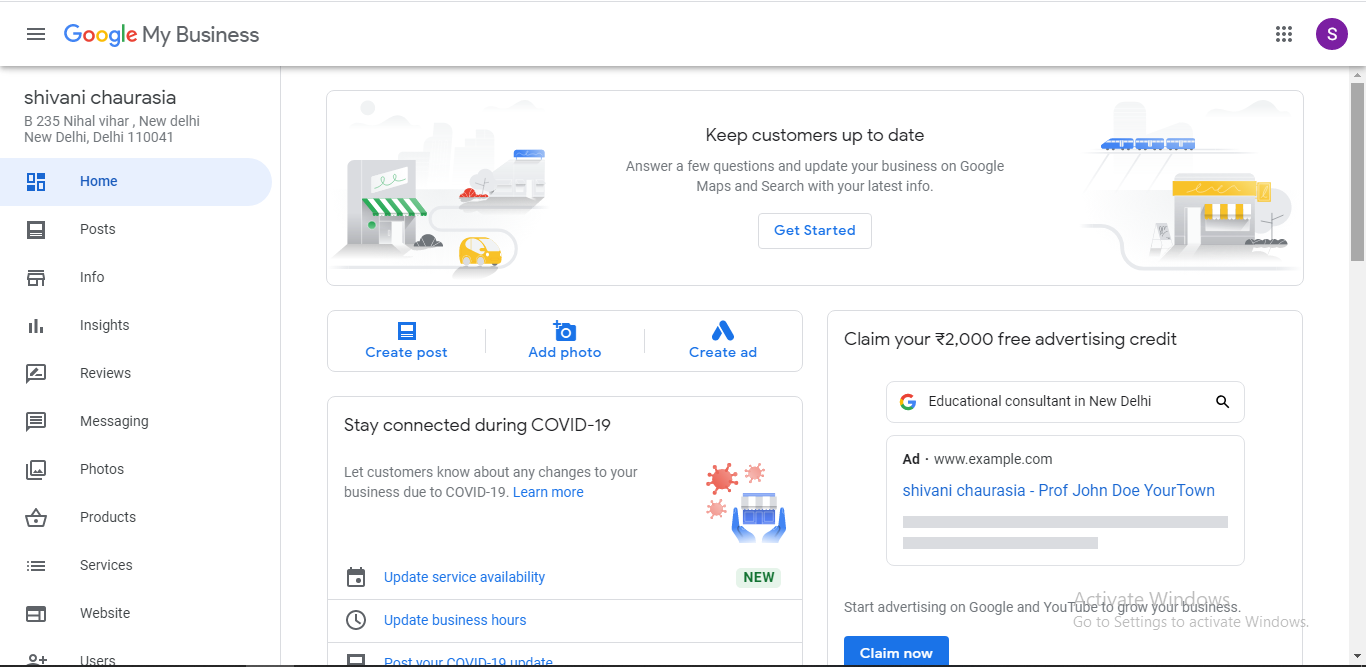 Google My Business
S
shivani chaurasia
B 235 Nihal vihar , New delhi
New Delhi, Delhi 110041
Home
Posts
Info
Insights
Reviews
Messaging
Photos
Products
Services
Website
Users
Keep customers up to date
Answer a few questions and update your business on Google
Maps and Search with your latest info.
Get Started
Create post
Add photo
Create ad
Stay connected during COVID-19
Let customers know about any changes to your
business due to COVID-19. Learn more
Update service availability
NEW
Update business hours
Post your COVID-19 update
Claim your ₹2,000 free advertising credit
Educational consultant in New Delhi
Ad · www.example.com
shivani chaurasia - Prof John Doe YourTown
Start advertising on Google and YouTube to grow your business.
Claim now
Activate Windows
Go to Settings to activate Windows.